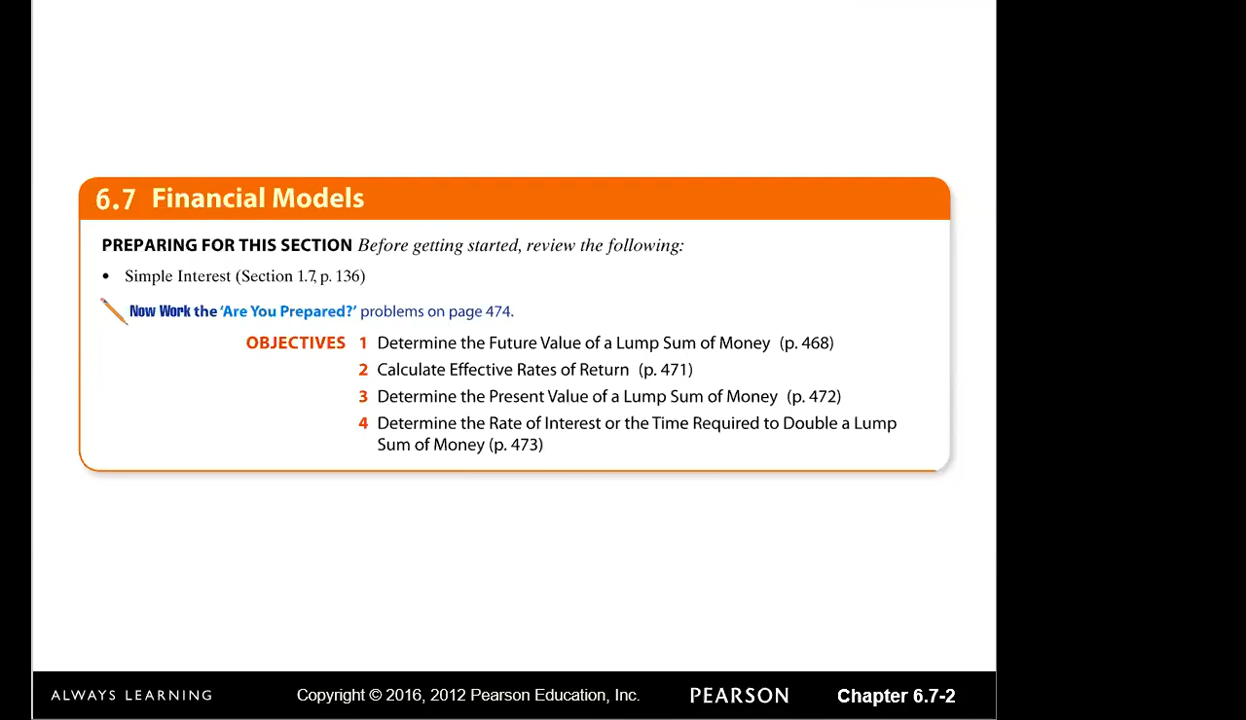 6.7 Financial Models
PREPARING FOR THIS SECTION Before getting started, review the following:
• Simple Interest (Section 1.7, p. 136)
Now Work the 'Are You Prepared?' problems on page 474.
OBJECTIVES 1 Determine the Future Value of a Lump Sum of Money (p. 468)
2 Calculate Effective Rates of Return (p. 471)
3 Determine the Present Value of a Lump Sum of Money (p. 472)
4 Determine the Rate of Interest or the Time Required to Double a Lump
Sum of Money (p. 473)
ALWAYS LEARNING Copyright © 2016, 2012 Pearson Education, Inc. PEARSON Chapter 6.7-2